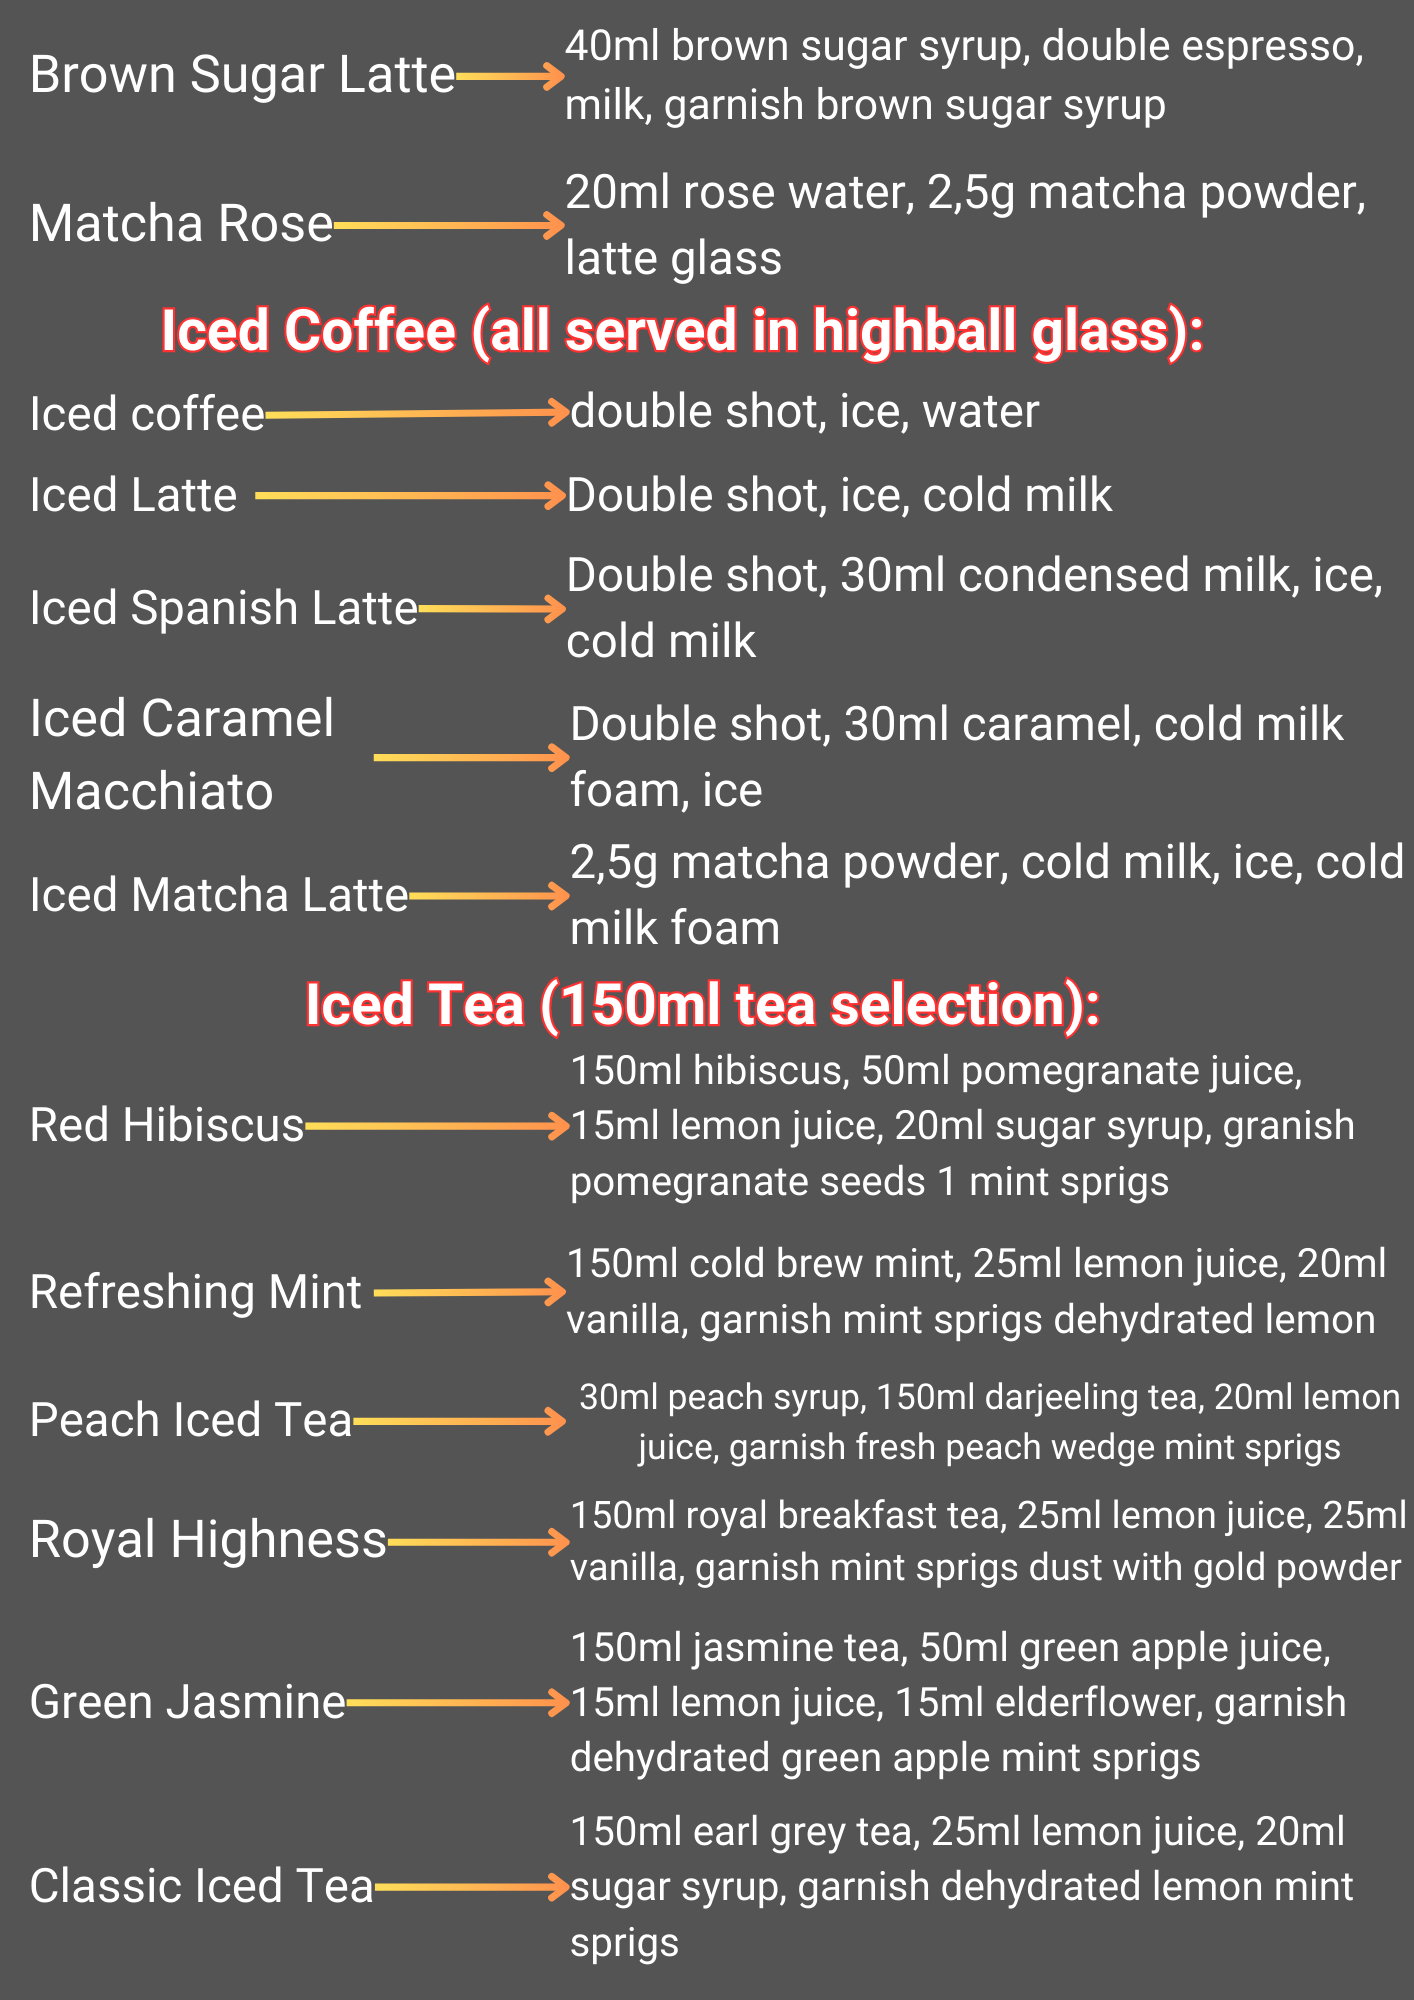 Brown Sugar Latte
40ml brown sugar syrup, double espresso,
milk, garnish brown sugar syrup
Matcha Rose
20ml rose water, 2,5g matcha powder,
latte glass
Iced Coffee (all served in highball glass):
Iced coffee
double shot, ice, water
Iced Latte
Double shot, ice, cold milk
Iced Spanish Latte
Double shot, 30ml condensed milk, ice,
cold milk
Iced Caramel
Macchiato
Double shot, 30ml caramel, cold milk
foam, ice
Iced Matcha Latte
2,5g matcha powder, cold milk, ice, cold
milk foam
Iced Tea (150ml tea selection):
Red Hibiscus
150ml hibiscus, 50ml pomegranate juice,
15ml lemon juice, 20ml sugar syrup, granish
pomegranate seeds 1 mint sprigs
Refreshing Mint
150ml cold brew mint, 25ml lemon juice, 20ml
vanilla, garnish mint sprigs dehydrated lemon
Peach Iced Tea
30ml peach syrup, 150ml darjeeling tea, 20ml lemon
juice, garnish fresh peach wedge mint sprigs
Royal Highness
150ml royal breakfast tea, 25ml lemon juice, 25ml
vanilla, garnish mint sprigs dust with gold powder
Green Jasmine
150ml jasmine tea, 50ml green apple juice,
15ml lemon juice, 15ml elderflower, garnish
dehydrated green apple mint sprigs
Classic Iced Tea
150ml earl grey tea, 25ml lemon juice, 20ml
sugar syrup, garnish dehydrated lemon mint
sprigs